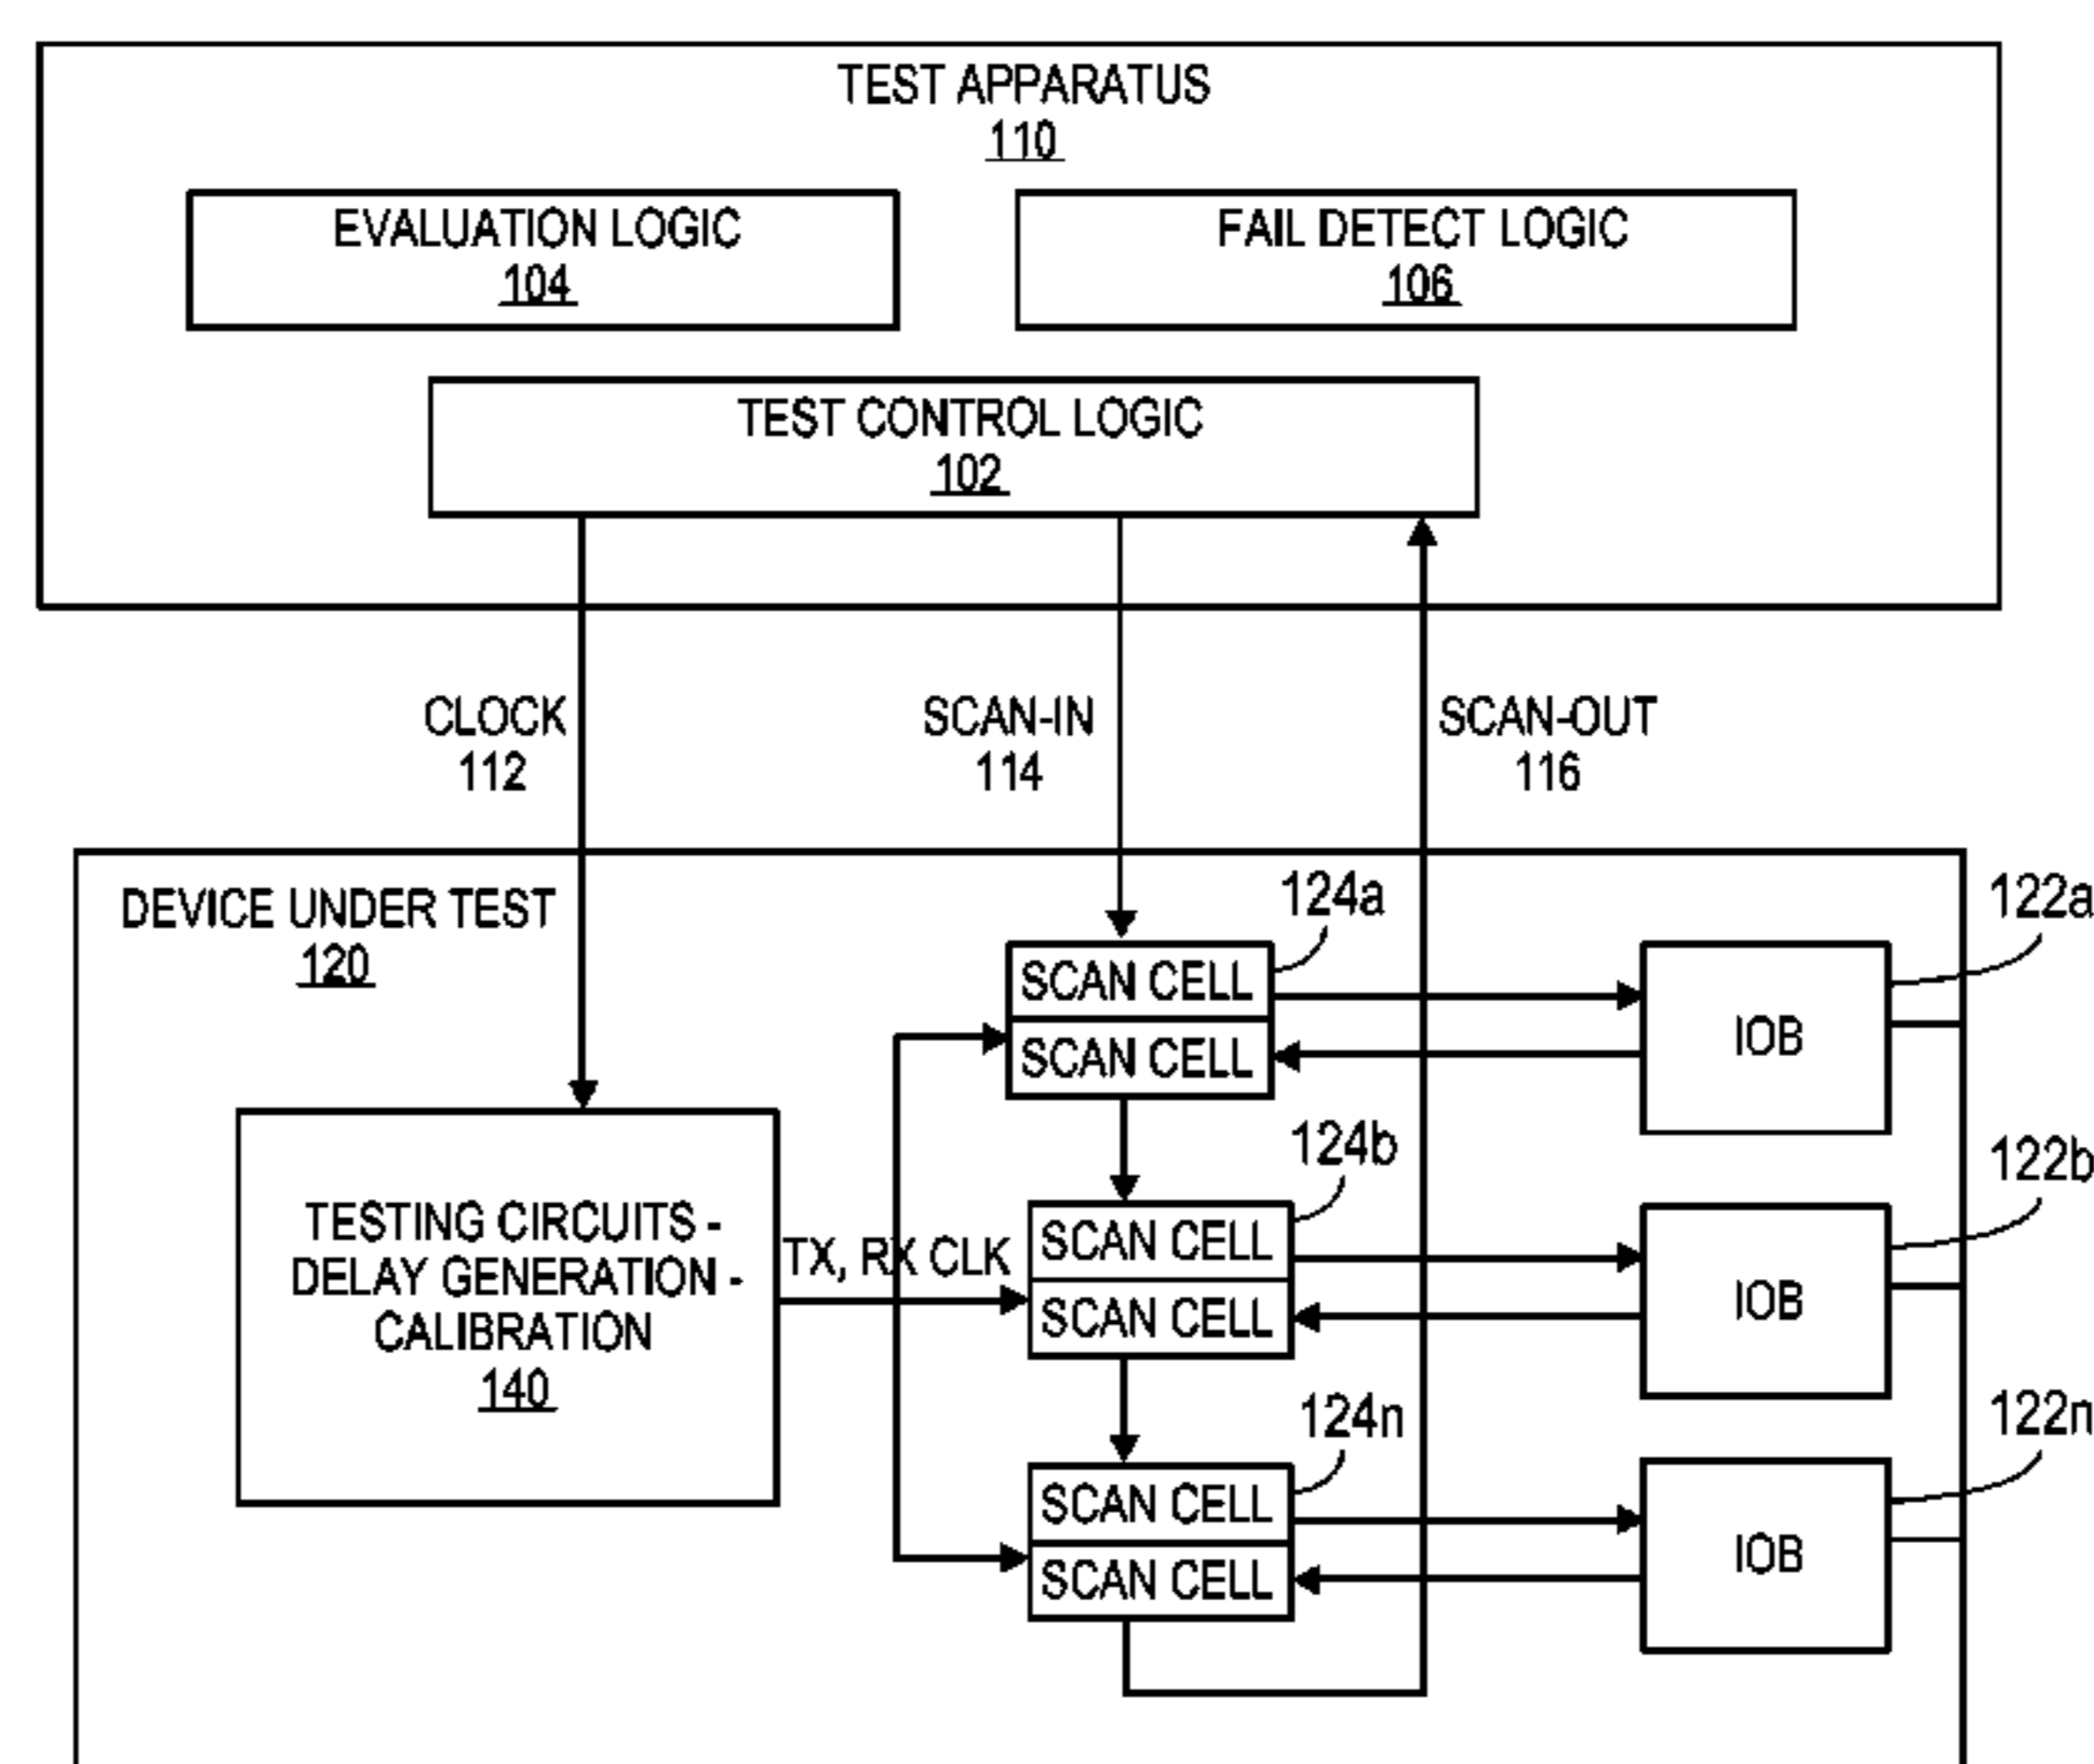 TEST APPARATUS
110
EVALUATION LOGIC
104
FAIL DETECT LOGIC
106
TEST CONTROL LOGIC
102
CLOCK
112
SCAN-IN
114
SCAN-OUT
116
DEVICE UNDER TEST
120
124a
122a
SCAN CELL
SCAN CELL
IOB
124b
122b
TESTING CIRCUITS -
DELAY GENERATION -
CALIBRATION
140
TX, RX CLK
SCAN CELL
SCAN CELL
IOB
124n
122n
SCAN CELL
SCAN CELL
IOB